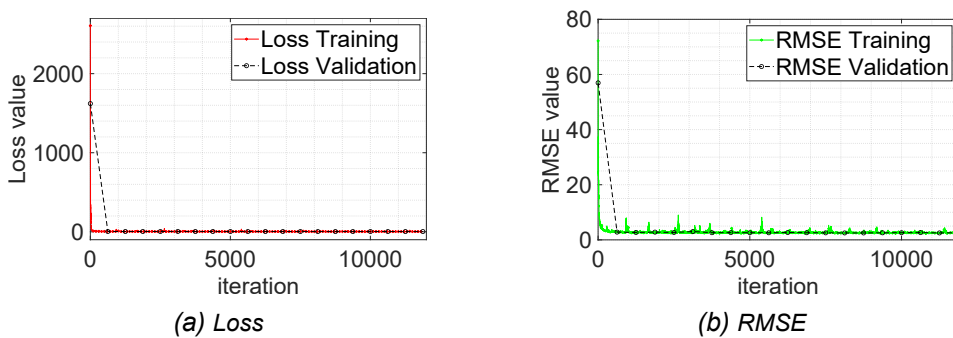 Loss Training
Loss Validation
2000
1000
0
Loss value
0
5000
10000
iteration
(a) Loss
RMSE Training
RMSE Validation
80
60
40
20
0
RMSE value
0
5000
10000
iteration
(b) RMSE